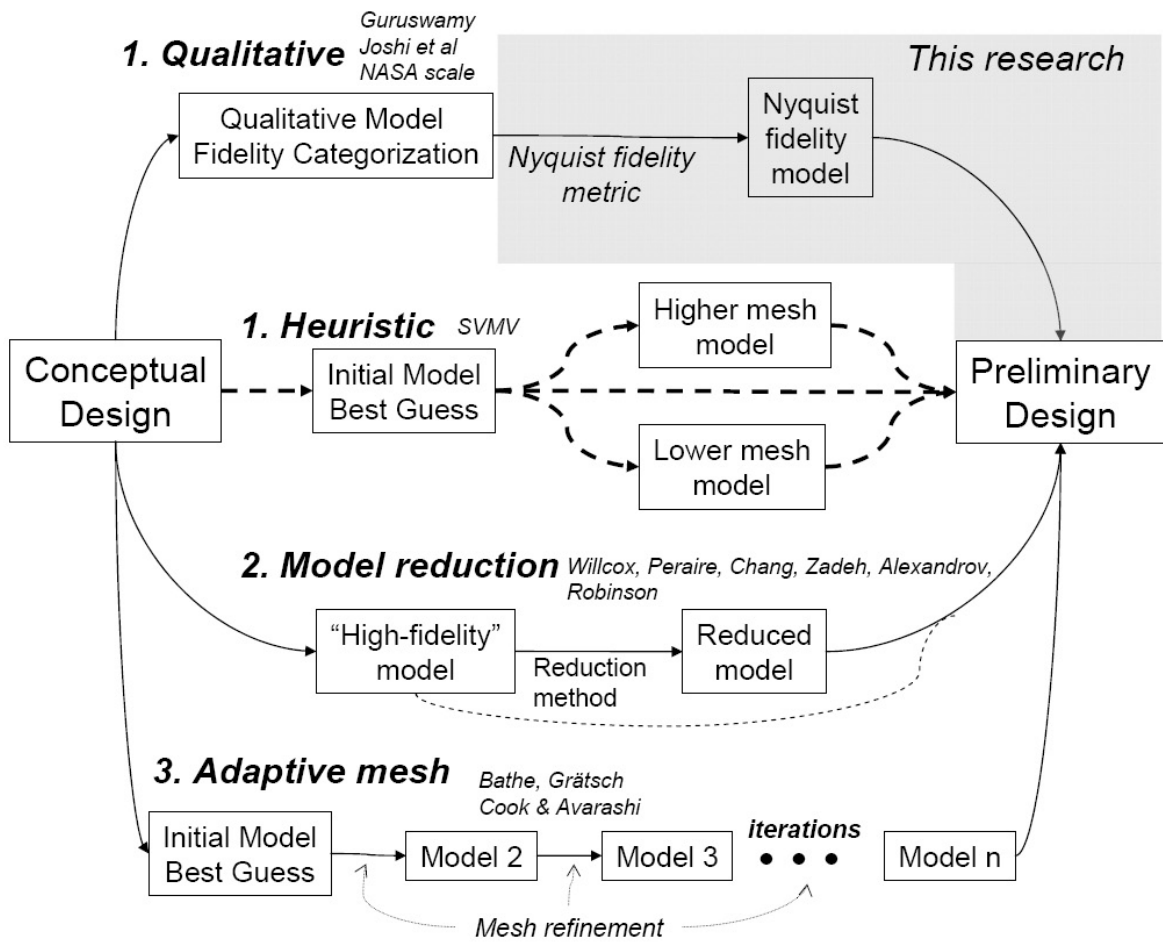 Guruswamy
Joshi et al
NASA scale
1. Qualitative
This research
Qualitative Model
Fidelity Categorization
Nyquist fidelity
metric
Nyquist
fidelity
model
1. Heuristic
SVMV
Higher mesh
model
Conceptual
Design
Initial Model
Best Guess
Preliminary
Design
Lower mesh
model
2. Model reduction
Willcox, Peraire, Chang, Zadeh, Alexandrov,
Robinson
“High-fidelity”
model
Reduction
method
Reduced
model
3. Adaptive mesh
Bathe, Grätsch
Cook & Avarashi
Initial Model
Best Guess
Model 2
Model 3
iterations
• • •
Model n
Mesh refinement